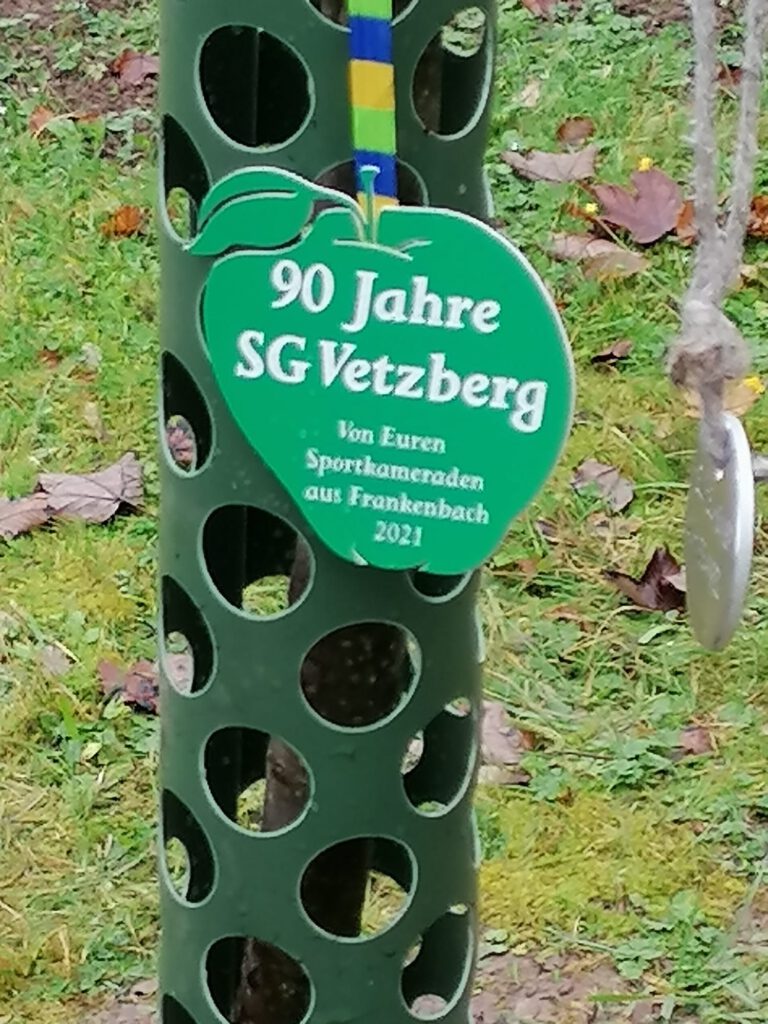 90 Jahre
SG Vetzberg
Von Euren
Sportkameraden
aus Frankenbach
2021